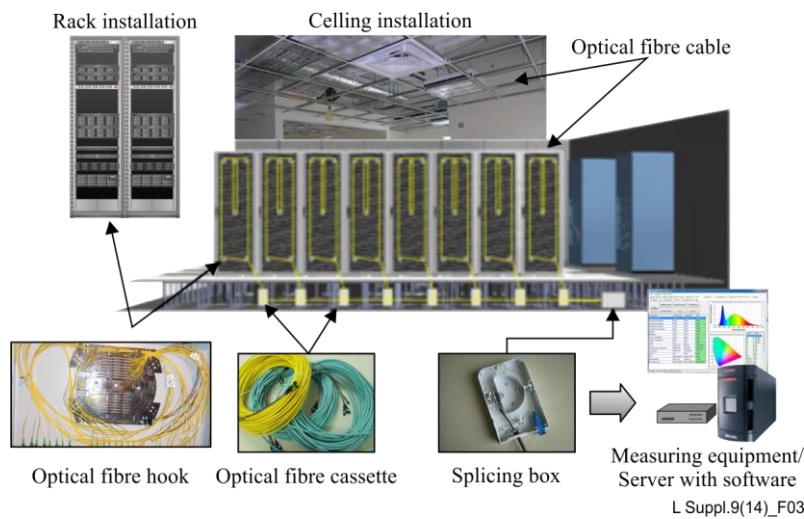 Rack installation
Celling installation
Optical fibre cable
Optical fibre hook
Optical fibre cassette
Splicing box
Measuring equipment/
Server with software
L Suppl.9(14)_F03